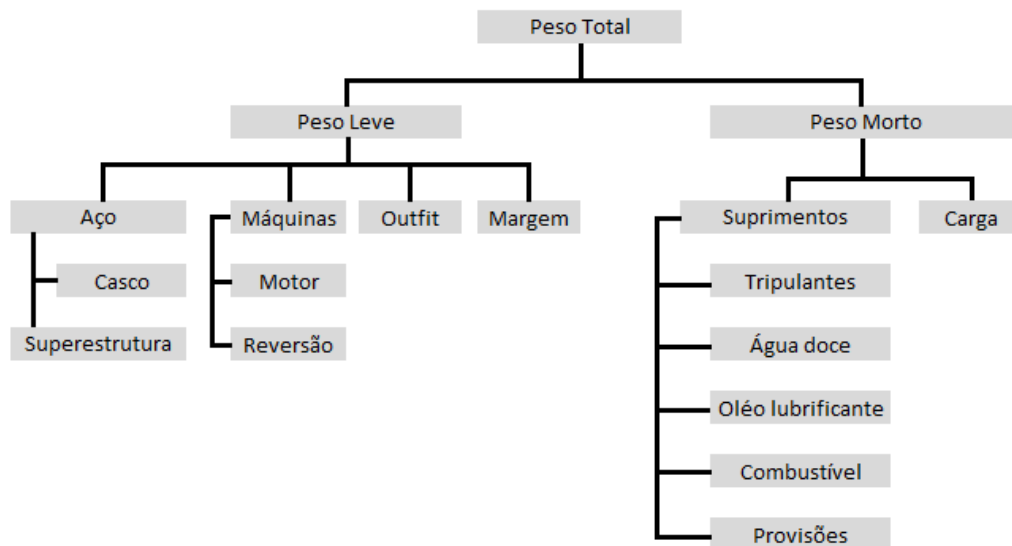 Peso Total
Peso Leve
Peso Morto
Aço
Máquinas
Outfit
Margem
Suprimentos
Carga
Casco
Motor
Tripulantes
Superestrutura
Reversão
Água doce
Oléo lubrificante
Combustível
Provisões